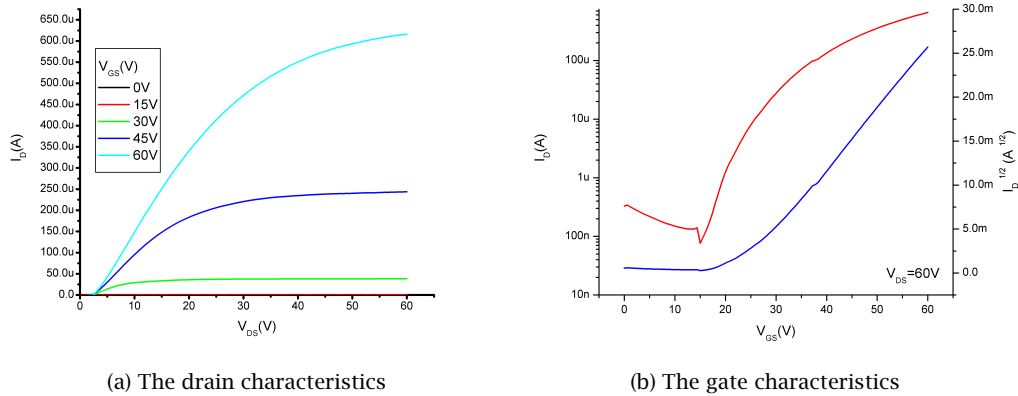 650.0u
600.0u
550.0u
500.0u
450.0u
400.0u
350.0u
300.0u
250.0u
200.0u
150.0u
100.0u
50.0u
0.0
I_D(A)
V_GS(V)
0V
15V
30V
45V
60V
0 10 20 30 40 50 60
V_DS(V)
(a) The drain characteristics
100u
10u
1u
100n
10n
I_D(A)
30.0m
25.0m
20.0m
15.0m
10.0m
5.0m
0.0
I_D^1/2 (A^1/2)
V_DS=60V
0 10 20 30 40 50 60
V_GS(V)
(b) The gate characteristics